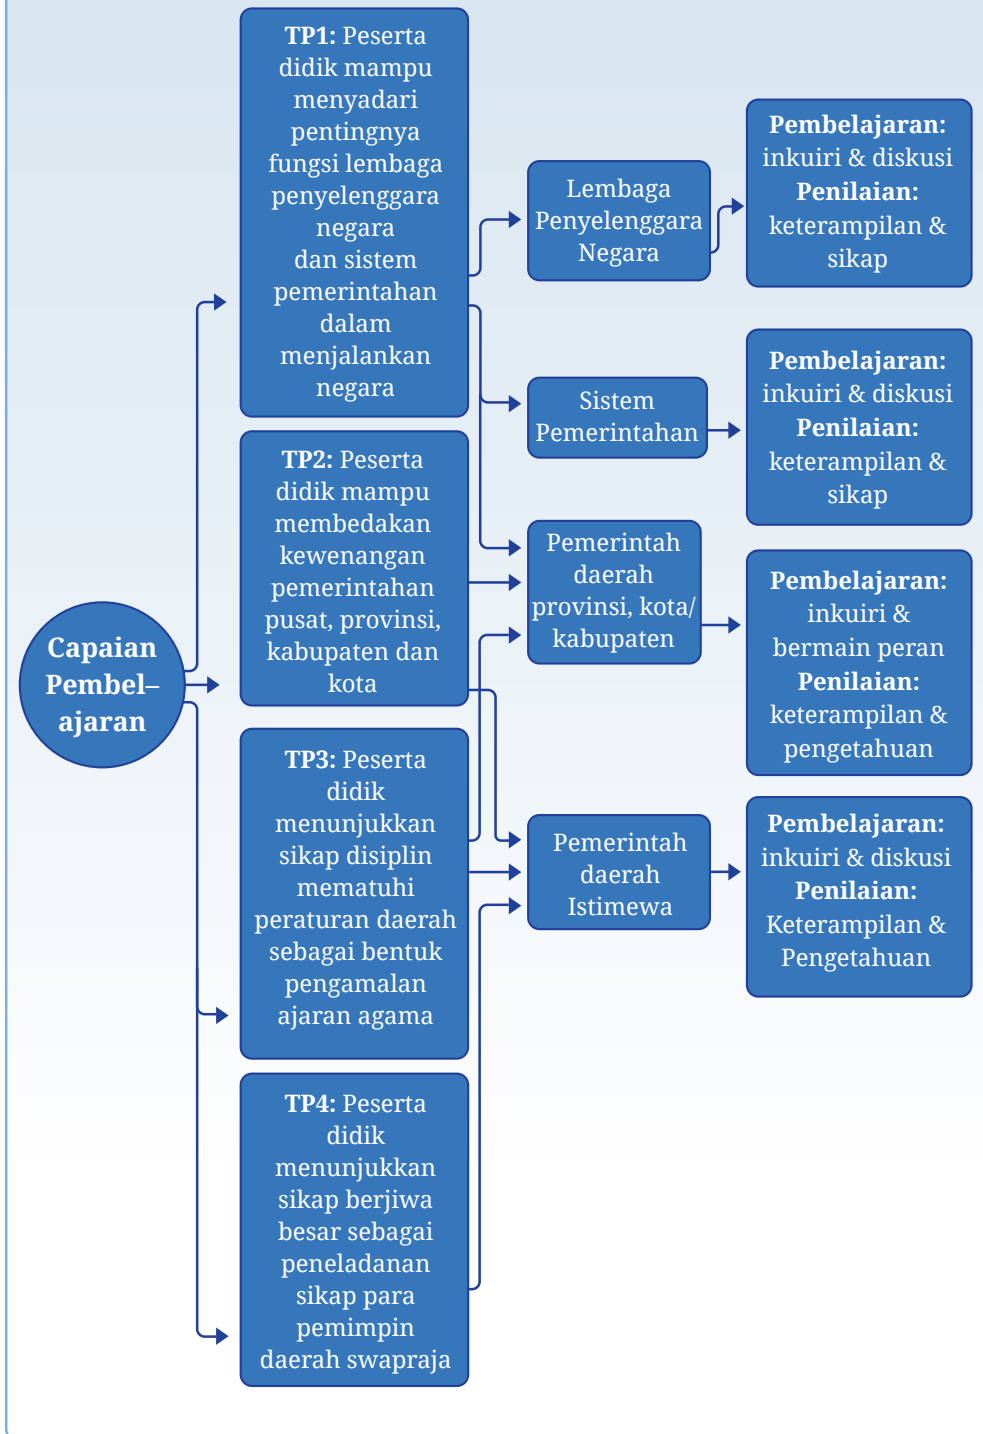 Capaian
Pembel–
ajaran
TP1: Peserta
didik mampu
menyadari
pentingnya
fungsi lembaga
penyelenggara
negara
dan sistem
pemerintahan
dalam
menjalankan
negara
TP2: Peserta
didik mampu
membedakan
kewenangan
pemerintahan
pusat, provinsi,
kabupaten dan
kota
TP3: Peserta
didik
menunjukkan
sikap disiplin
mematuhi
peraturan daerah
sebagai bentuk
pengamalan
ajaran agama
TP4: Peserta
didik
menunjukkan
sikap berjiwa
besar sebagai
peneladanan
sikap para
pemimpin
daerah swapraja
Lembaga
Penyelenggara
Negara
Sistem
Pemerintahan
Pemerintah
daerah
provinsi, kota/
kabupaten
Pemerintah
daerah
Istimewa
Pembelajaran:
inkuiri & diskusi
Penilaian:
keterampilan &
sikap
Pembelajaran:
inkuiri & diskusi
Penilaian:
keterampilan &
sikap
Pembelajaran:
inkuiri &
bermain peran
Penilaian:
keterampilan &
pengetahuan
Pembelajaran:
inkuiri & diskusi
Penilaian:
Keterampilan &
Pengetahuan